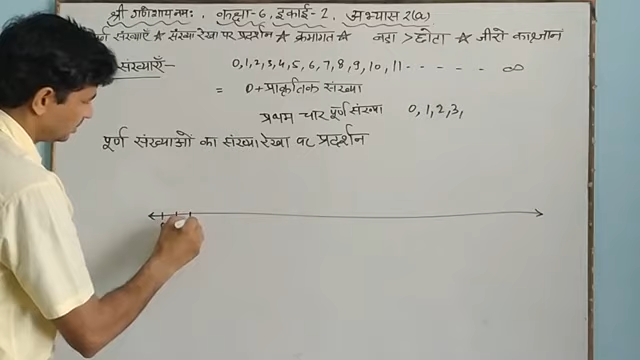 श्री गणेशाय नमः, कक्षा-6, इकाई-2, अभ्यास 2(a)
पूर्ण संख्याएँ ☆ संख्या रेखा पर प्रदर्शन ☆ क्रमागत ☆ बड़ा > छोटा ☆ जीरो का ज्ञान
संख्याएँ:- 0,1,2,3,4,5,6,7,8,9,10,11 - - - - - - ∞
= 0+प्राकृतिक संख्या
प्रथम चार पूर्ण संख्या 0,1,2,3,
पूर्ण संख्याओं का संख्या रेखा पर प्रदर्शन